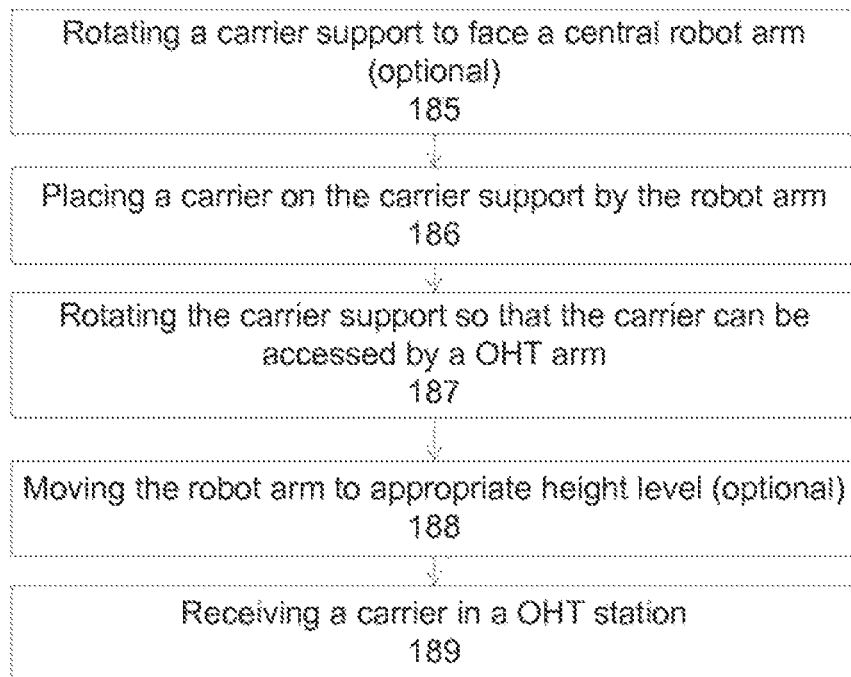 Rotating a carrier support to face a central robot arm
(optional)
185
Placing a carrier on the carrier support by the robot arm
186
Rotating the carrier support so that the carrier can be
accessed by a OHT arm
187
Moving the robot arm to appropriate height level (optional)
188
Receiving a carrier in a OHT station
189